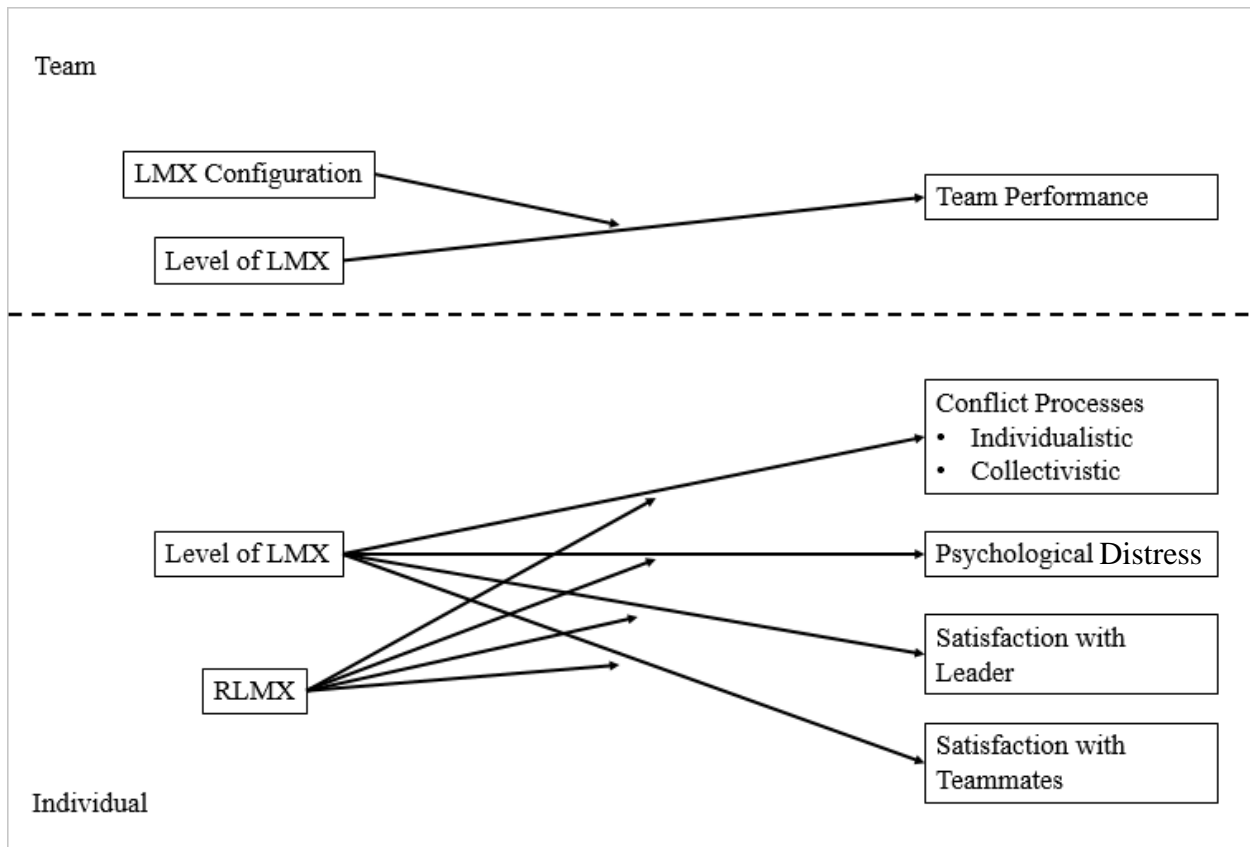 Team
LMX Configuration
Team Performance
Level of LMX
Conflict Processes
• Individualistic
• Collectivistic
Level of LMX
Psychological Distress
Satisfaction with
Leader
RLMX
Satisfaction with
Teammates
Individual